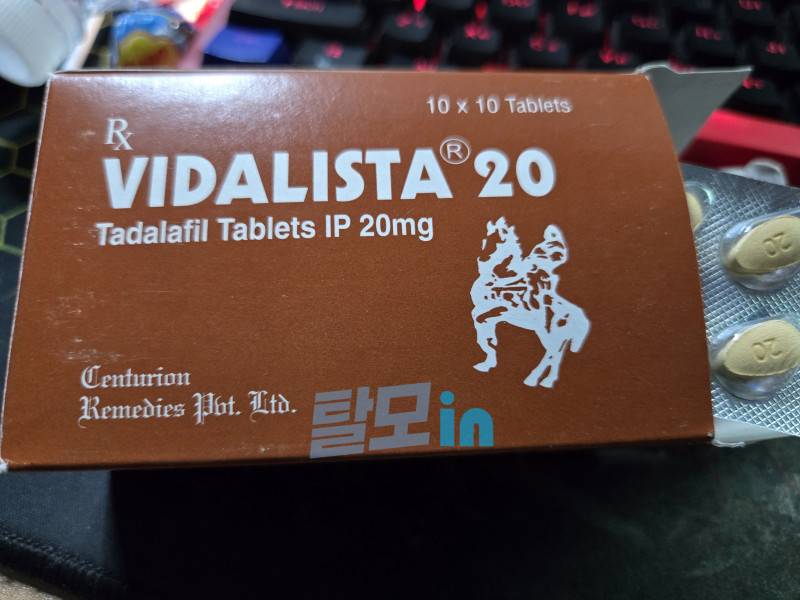 10 x 10 Tablets
Rx
VIDALISTA® 20
Tadalafil Tablets IP 20mg
Centurion
Remedies Pvt. Ltd.
탈모in
20
20